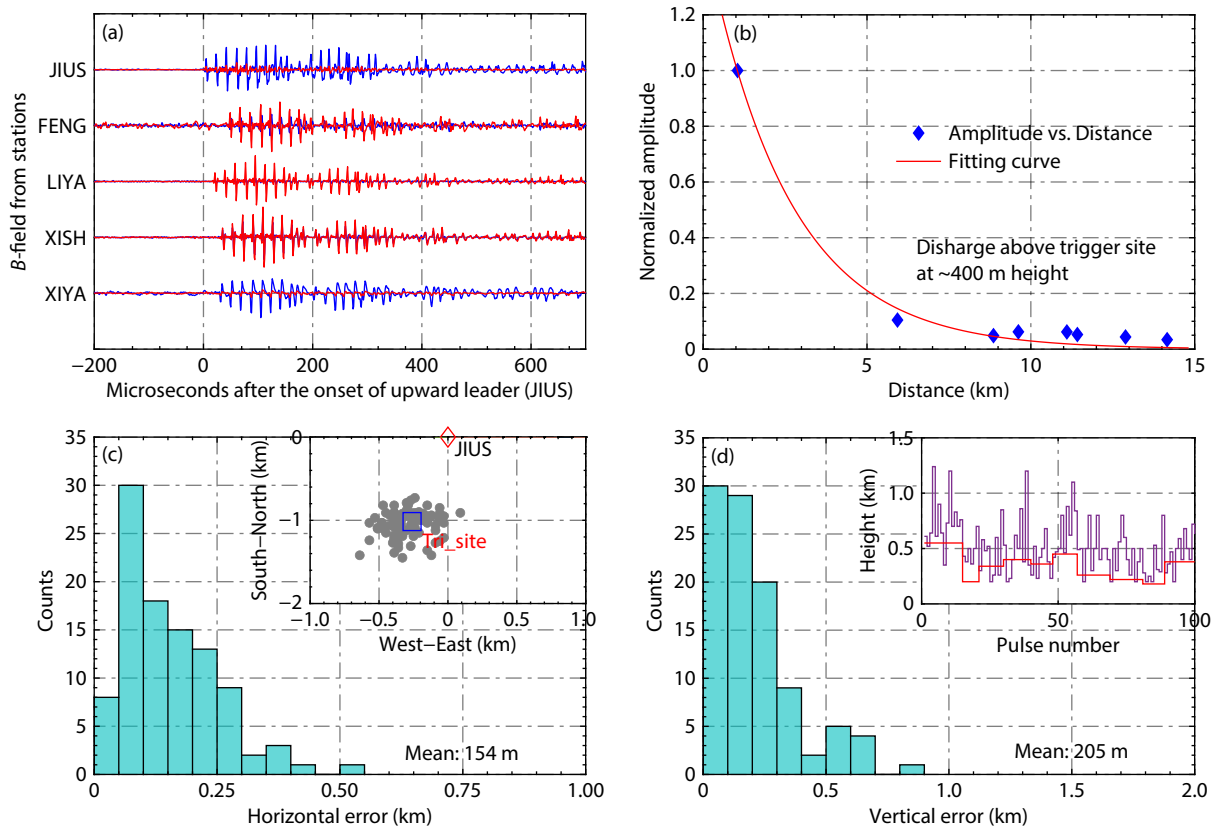 (a)
B-field from stations
JIUS
FENG
LIYA
XISH
XIYA
−200 0 200 400 600
Microseconds after the onset of upward leader (JIUS)
(b)
Normalized amplitude
1.2
1.0
0.8
0.6
0.4
0.2
0
Amplitude vs. Distance
Fitting curve
Disharge above trigger site
at ~400 m height
0 5 10 15
Distance (km)
(c)
Counts
35
30
25
20
15
10
5
0
South−North (km)
0
−1
−2
JIUS
Tri_site
−1.0 −0.5 0 0.5 1.0
West−East (km)
Mean: 154 m
0 0.25 0.50 0.75 1.00
Horizontal error (km)
(d)
Counts
35
30
25
20
15
10
5
0
Height (km)
1.5
1.0
0.5
0
0 50 100
Pulse number
Mean: 205 m
0 0.5 1.0 1.5 2.0
Vertical error (km)